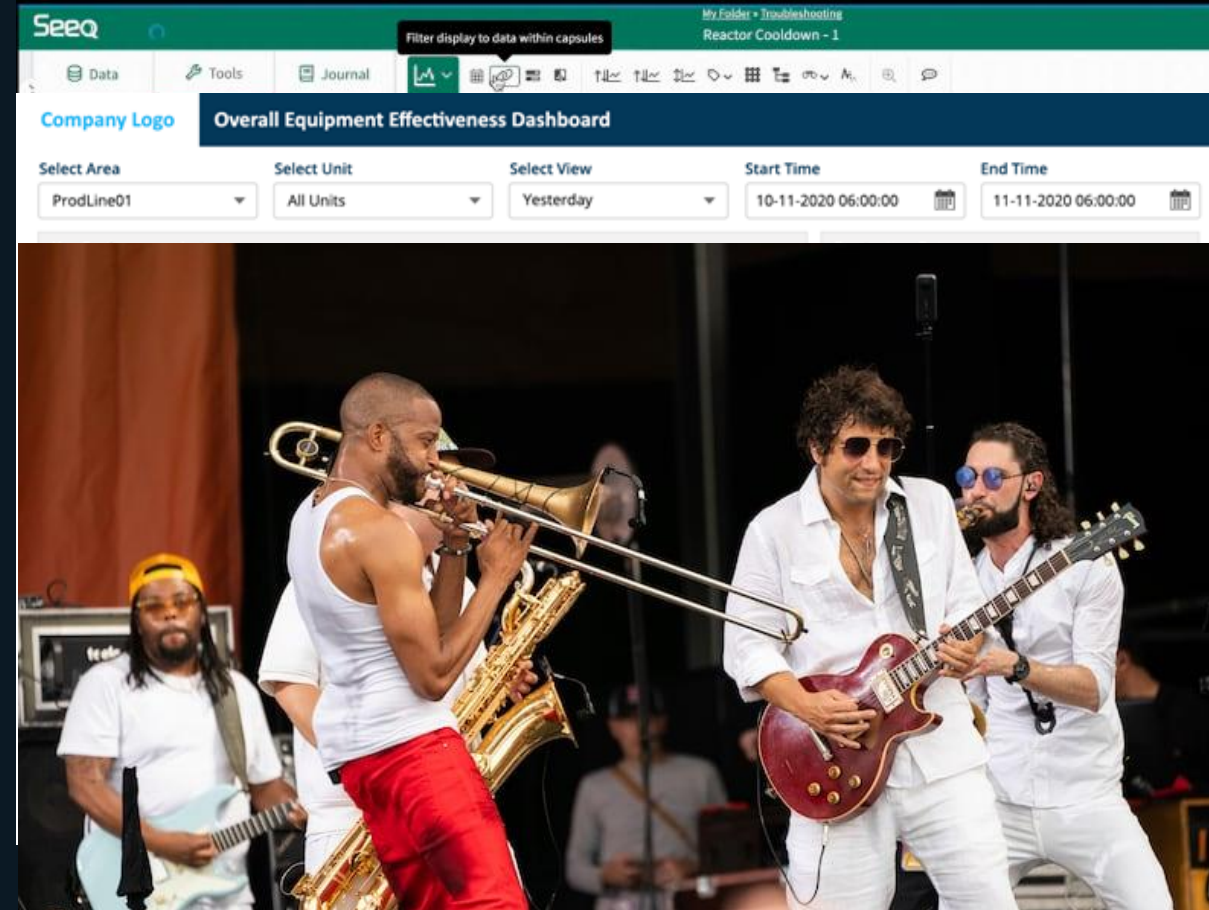 Seeq
My Folder » Troubleshooting
Filter display to data within capsules
Reactor Cooldown – 1
Data Tools Journal
Company Logo Overall Equipment Effectiveness Dashboard
Select Area Select Unit Select View Start Time End Time
ProdLine01 All Units Yesterday 10-11-2020 06:00:00 11-11-2020 06:00:00